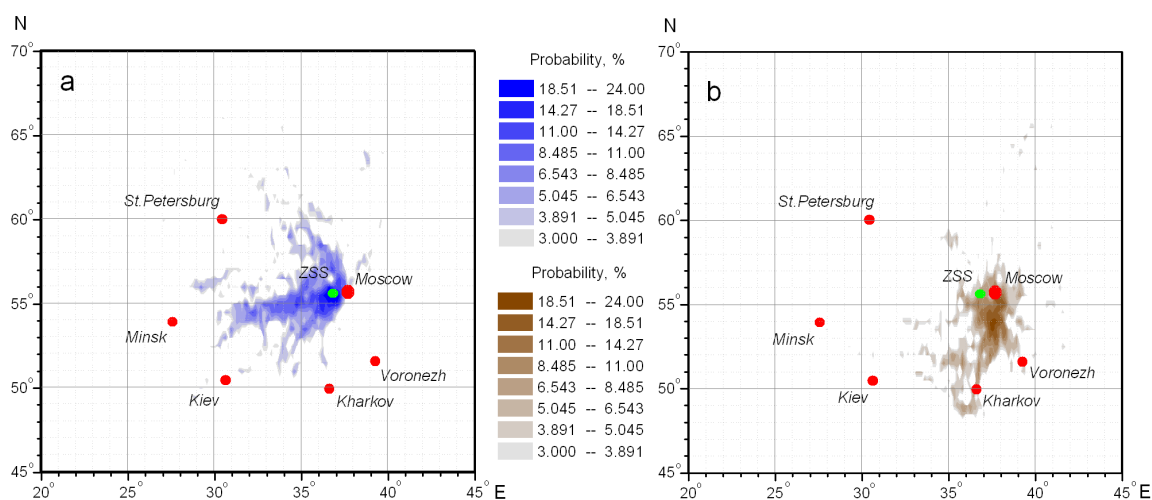 N
70°
65°
60°
55°
50°
45°
20°
25°
30°
35°
40°
45°
E
a
St.Petersburg
ZSS
Moscow
Minsk
Voronezh
Kiev
Kharkov
Probability, %
18.51 -- 24.00
14.27 -- 18.51
11.00 -- 14.27
8.485 -- 11.00
6.543 -- 8.485
5.045 -- 6.543
3.891 -- 5.045
3.000 -- 3.891
Probability, %
18.51 -- 24.00
14.27 -- 18.51
11.00 -- 14.27
8.485 -- 11.00
6.543 -- 8.485
5.045 -- 6.543
3.891 -- 5.045
3.000 -- 3.891
N
70°
65°
60°
55°
50°
45°
20°
25°
30°
35°
40°
45°
E
b
St.Petersburg
ZSS
Moscow
Minsk
Voronezh
Kiev
Kharkov